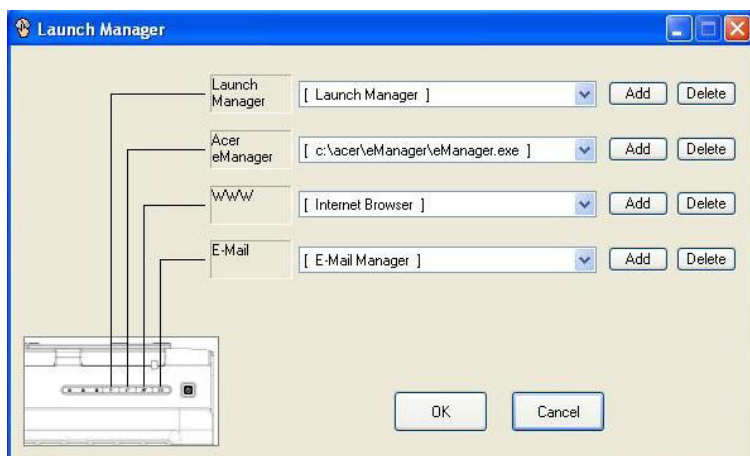 Launch Manager
Launch
Manager
[ Launch Manager ]
Add
Delete
Acer
eManager
[ c:\acer\eManager\eManager.exe ]
Add
Delete
WWW
[ Internet Browser ]
Add
Delete
E-Mail
[ E-Mail Manager ]
Add
Delete
OK
Cancel